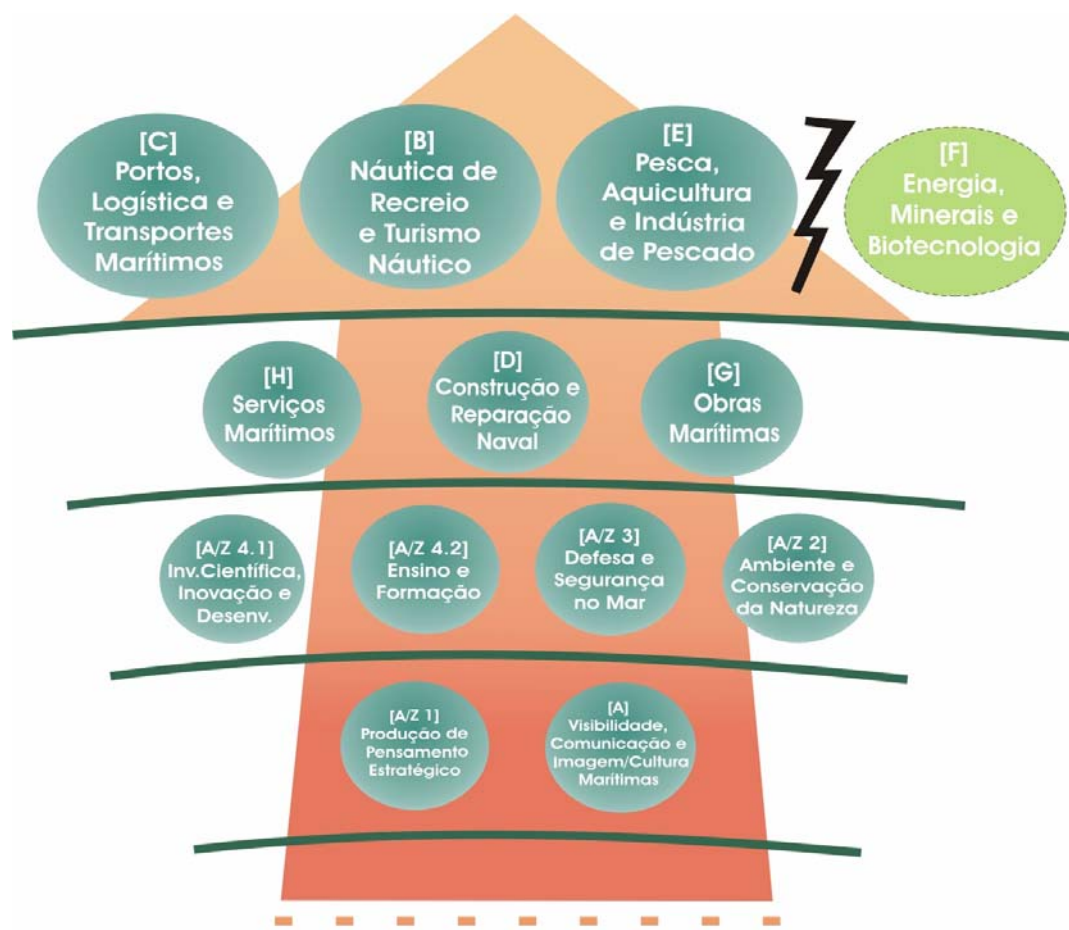 [C]
Portos,
Logística e
Transportes
Marítimos
[B]
Náutica de
Recreio
e Turismo
Náutico
[E]
Pesca,
Aquicultura
e Indústria
de Pescado
[F]
Energia,
Minerais e
Biotecnologia
[H]
Serviços
Marítimos
[D]
Construção e
Reparação
Naval
[G]
Obras
Marítimas
[A/Z 4.1]
Inv.Científica,
Inovação e
Desenv.
[A/Z 4.2]
Ensino e
Formação
[A/Z 3]
Defesa e
Segurança
no Mar
[A/Z 2]
Ambiente e
Conservação
da Natureza
[A/Z 1]
Produção de
Pensamento
Estratégico
[A]
Visibilidade,
Comunicação e
Imagem/Cultura
Marítimas